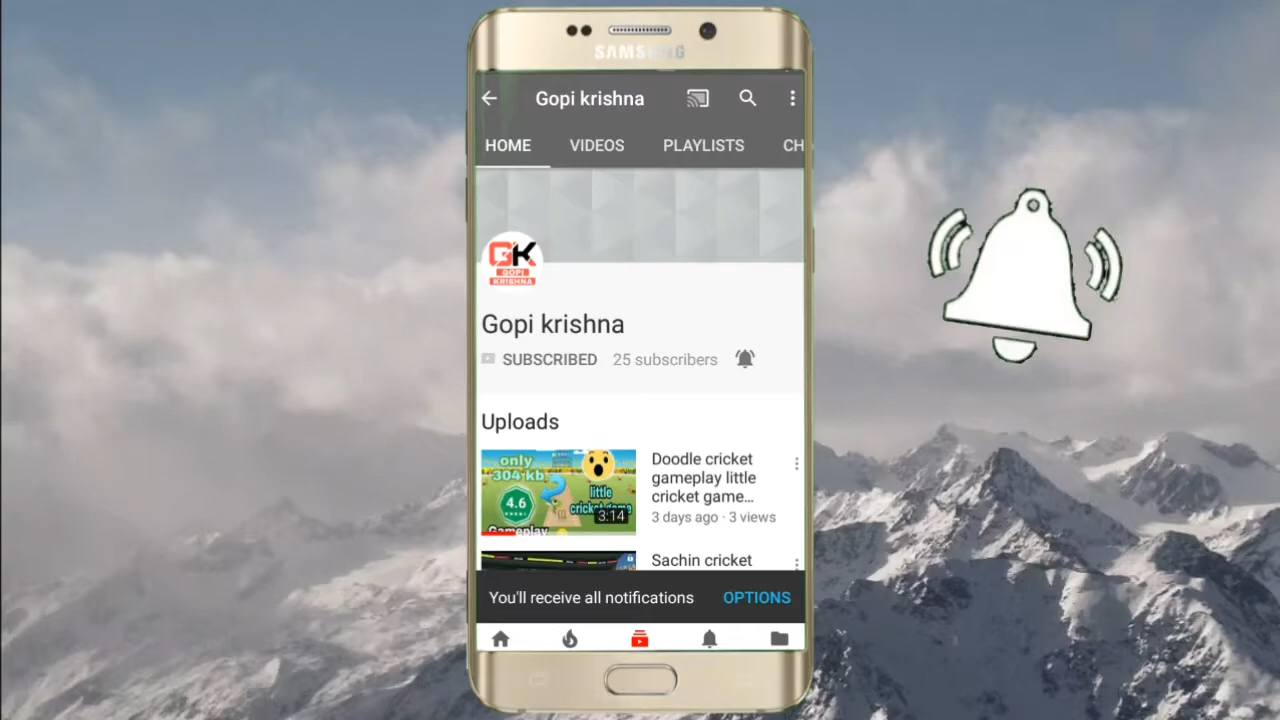 SAMSUNG
Gopi krishna
HOME VIDEOS PLAYLISTS CH
GK
GOPI
KRISHNA
Gopi krishna
SUBSCRIBED 25 subscribers
Uploads
only
304 kb
4.6
little
cricket game
3:14
Gameplay
Doodle cricket
gameplay little
cricket game...
3 days ago · 3 views
Sachin cricket
You'll receive all notifications OPTIONS